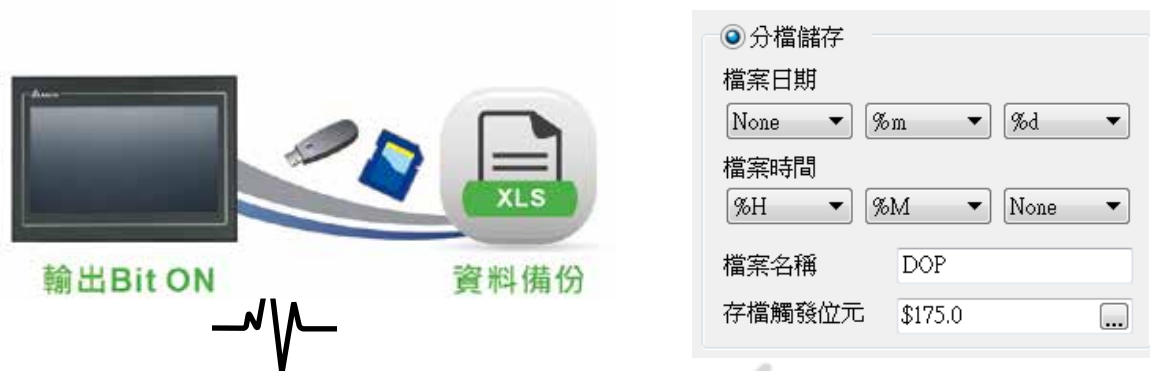 XLS
輸出Bit ON
資料備份
分檔儲存
檔案日期
None %m %d
檔案時間
%H %M None
檔案名稱 DOP
存檔觸發位元 $175.0 ...